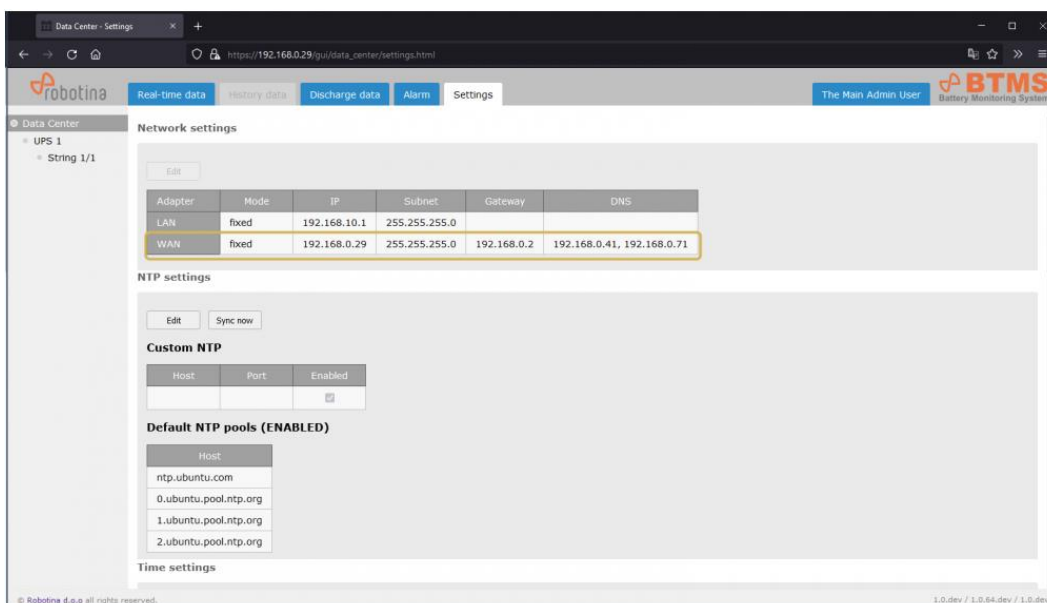 Data Center - Settings
https://192.168.0.29/gui/data_center/settings.html
robotina
Real-time data History data Discharge data Alarm Settings The Main Admin User
BTMS
Battery Monitoring System
Data Center
UPS 1
String 1/1
Network settings
Edit
Adapter Mode IP Subnet Gateway DNS
LAN fixed 192.168.10.1 255.255.255.0
WAN fixed 192.168.0.29 255.255.255.0 192.168.0.2 192.168.0.41, 192.168.0.71
NTP settings
Edit Sync now
Custom NTP
Host Port Enabled
Default NTP pools (ENABLED)
Host
ntp.ubuntu.com
0.ubuntu.pool.ntp.org
1.ubuntu.pool.ntp.org
2.ubuntu.pool.ntp.org
Time settings
© Robotina d.o.o all rights reserved. 1.0.dev / 1.0.64.dev / 1.0.dev